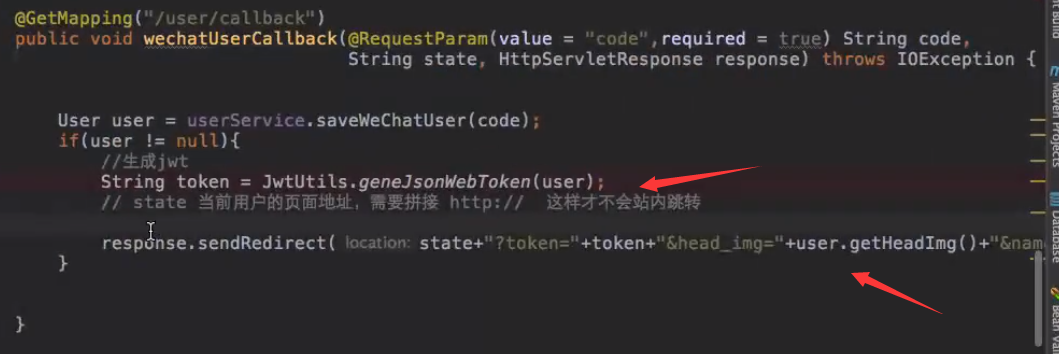 @GetMapping("/user/callback")
public void wechatUserCallback(@RequestParam(value = "code",required = true) String code,
String state, HttpServletResponse response) throws IOException {
User user = userService.saveWeChatUser(code);
if(user != null){
//生成jwt
String token = JwtUtils.geneJsonWebToken(user);
// state 当前用户的页面地址，需要拼接 http://  这样才不会站内跳转
response.sendRedirect( location: state+"?token="+token+"&head_img="+user.getHeadImg()+"&nam
}
}
Maven Projects
Database
Bean Val